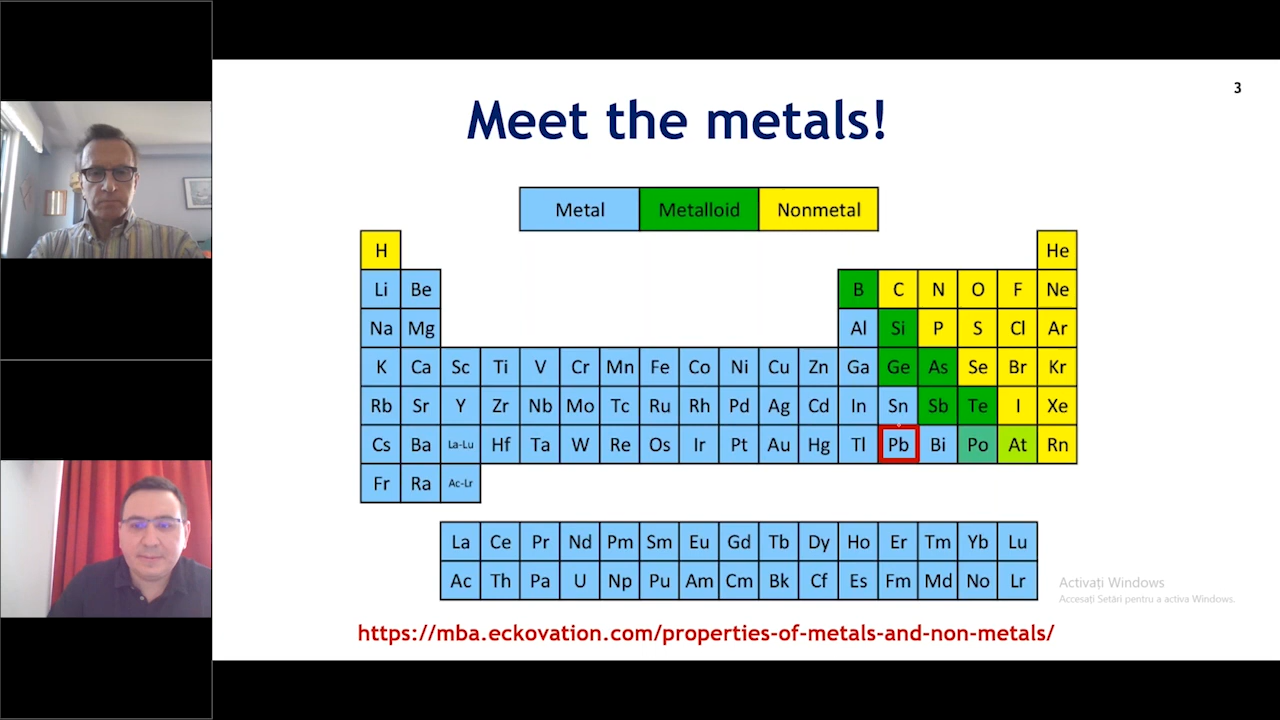 3
Meet the metals!
Metal Metalloid Nonmetal
H He
Li Be B C N O F Ne
Na Mg Al Si P S Cl Ar
K Ca Sc Ti V Cr Mn Fe Co Ni Cu Zn Ga Ge As Se Br Kr
Rb Sr Y Zr Nb Mo Tc Ru Rh Pd Ag Cd In Sn Sb Te I Xe
Cs Ba La-Lu Hf Ta W Re Os Ir Pt Au Hg Tl Pb Bi Po At Rn
Fr Ra Ac-Lr
La Ce Pr Nd Pm Sm Eu Gd Tb Dy Ho Er Tm Yb Lu
Ac Th Pa U Np Pu Am Cm Bk Cf Es Fm Md No Lr
Activați Windows
Accesați Setări pentru a activa Windows.
https://mba.eckovation.com/properties-of-metals-and-non-metals/